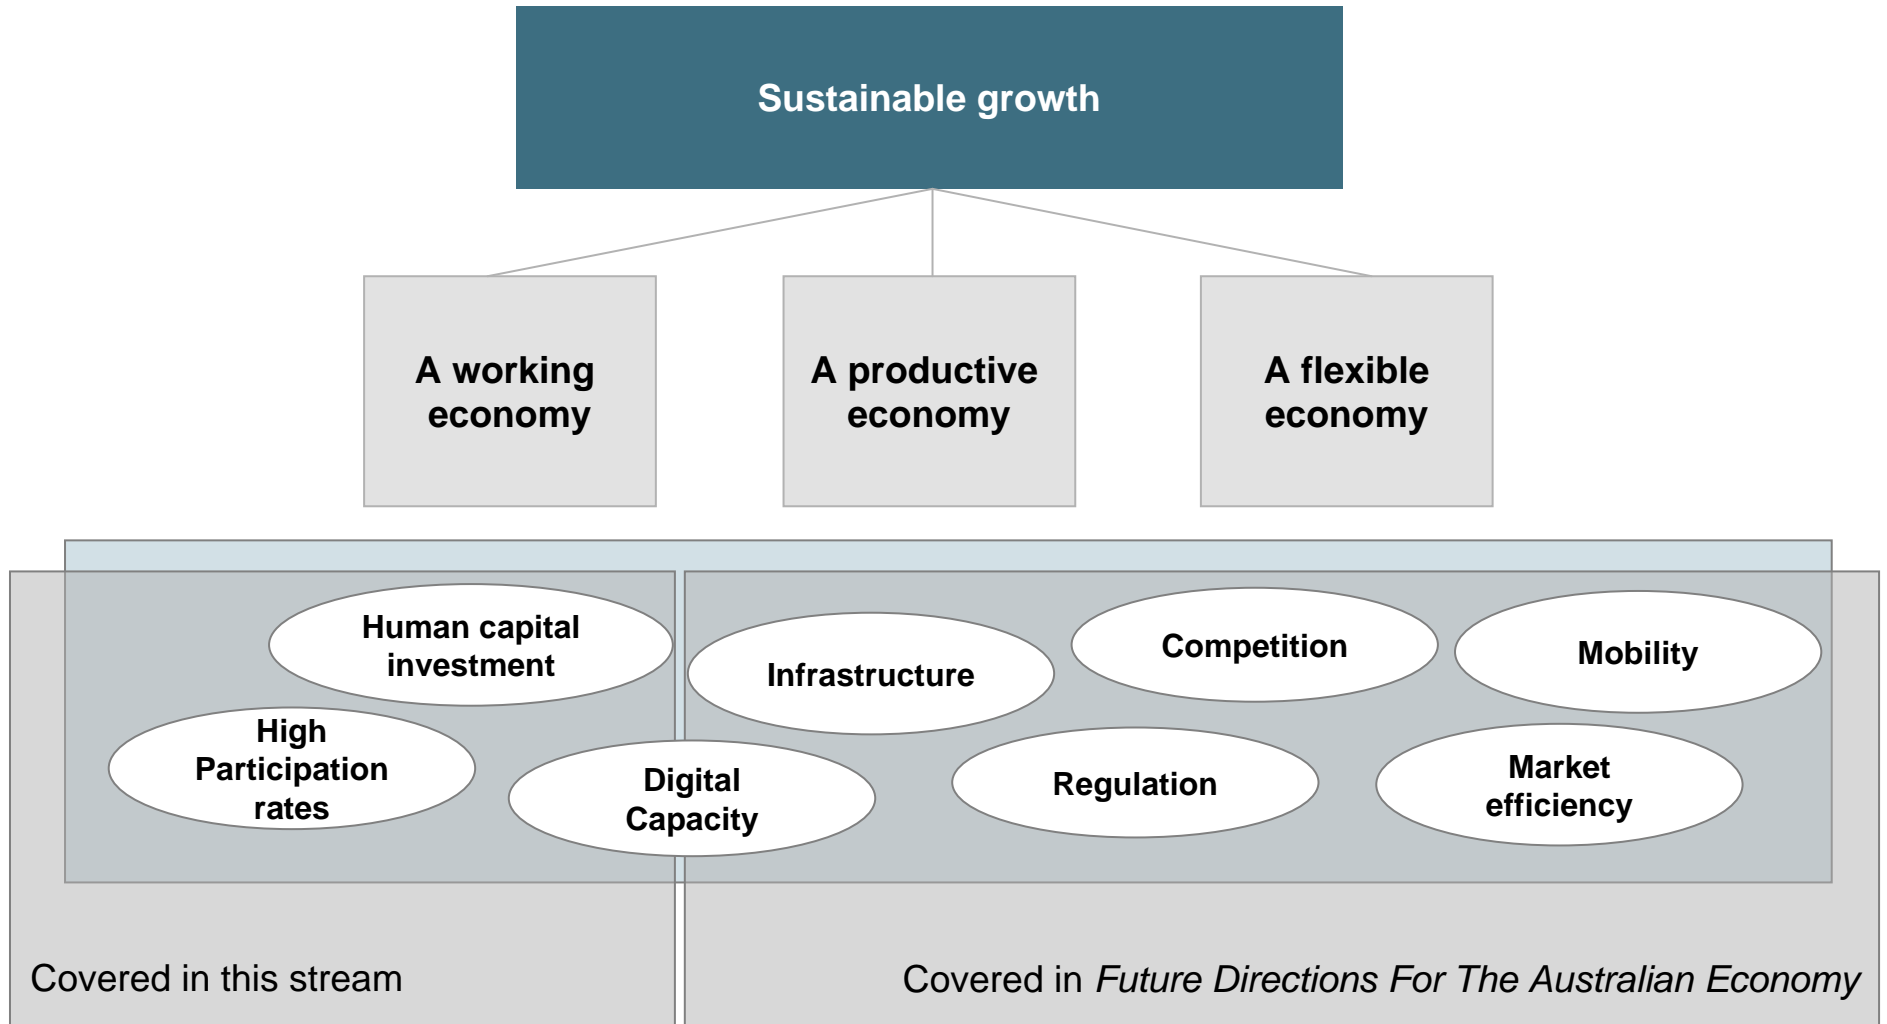 Sustainable growth
A working
economy
A productive
economy
A flexible
economy
Human capital
investment
Infrastructure
Competition
Mobility
High
Participation
rates
Digital
Capacity
Regulation
Market
efficiency
Covered in this stream
Covered in Future Directions For The Australian Economy